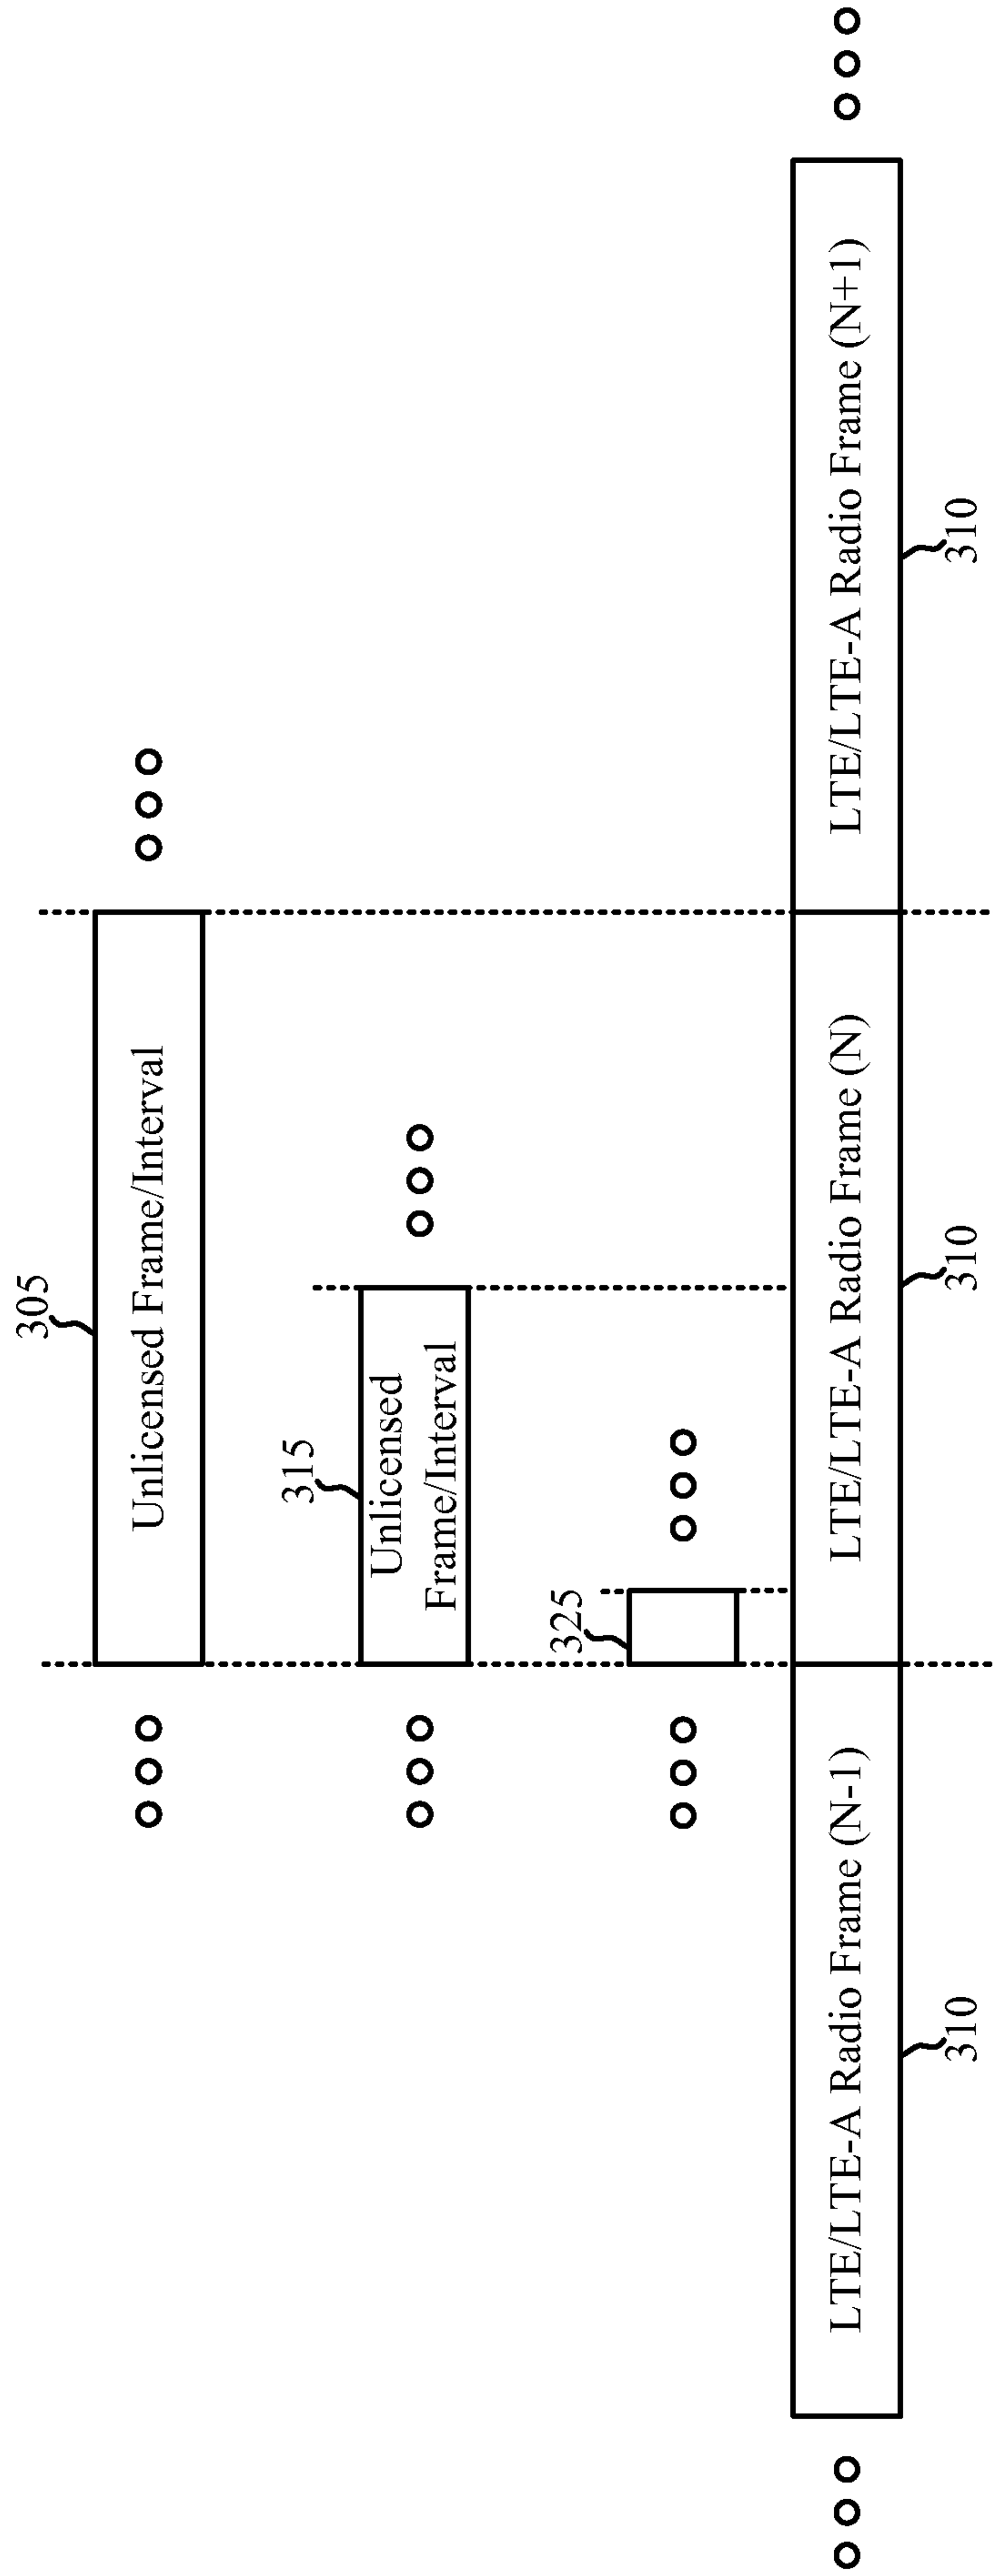 305
Unlicensed Frame/Interval
315
Unlicensed
Frame/Interval
325
LTE/LTE-A Radio Frame (N-1)
LTE/LTE-A Radio Frame (N)
LTE/LTE-A Radio Frame (N+1)
310
310
310